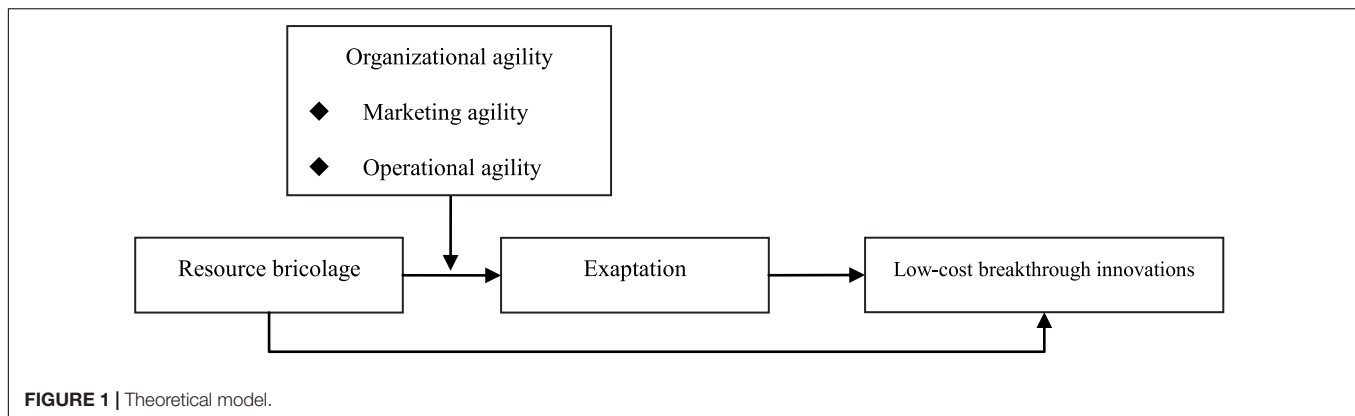 Organizational agility
◆ Marketing agility
◆ Operational agility
Resource bricolage
Exaptation
Low-cost breakthrough innovations
FIGURE 1 | Theoretical model.